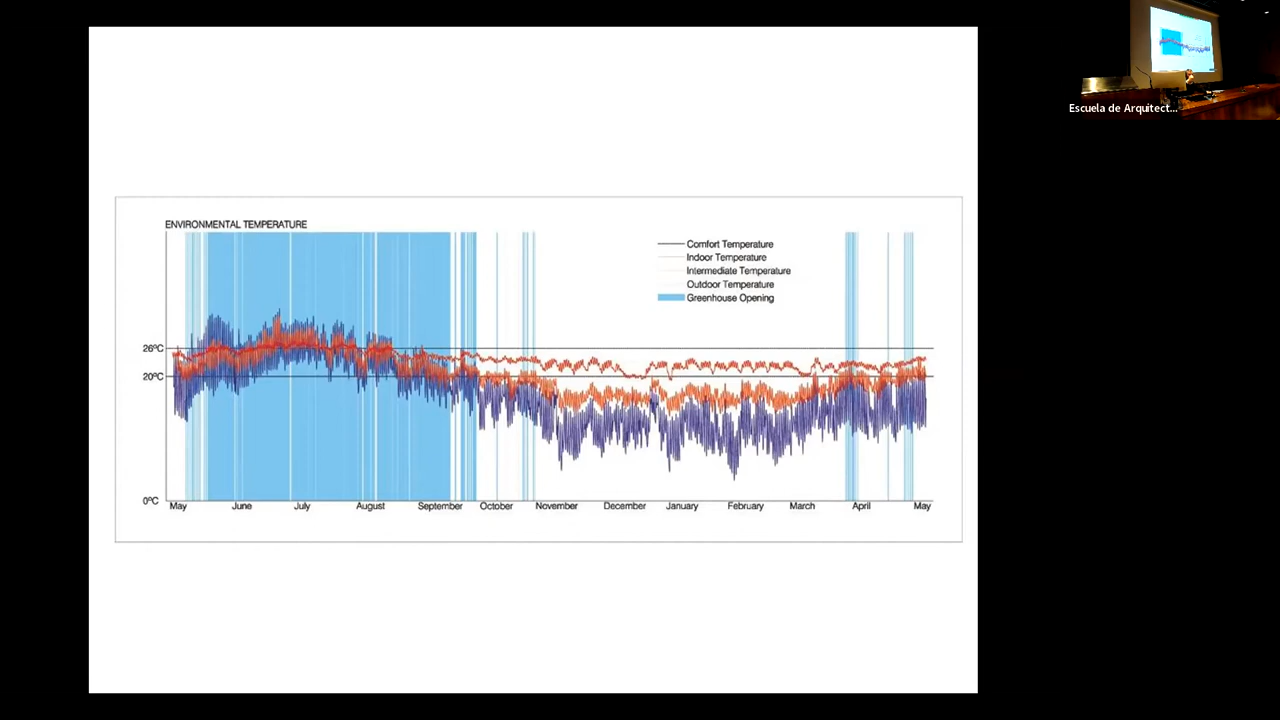 Escuela de Arquitect...
ENVIRONMENTAL TEMPERATURE
Comfort Temperature
Indoor Temperature
Intermediate Temperature
Outdoor Temperature
Greenhouse Opening
26ºC
20ºC
0ºC
May June July August September October November December January February March April May